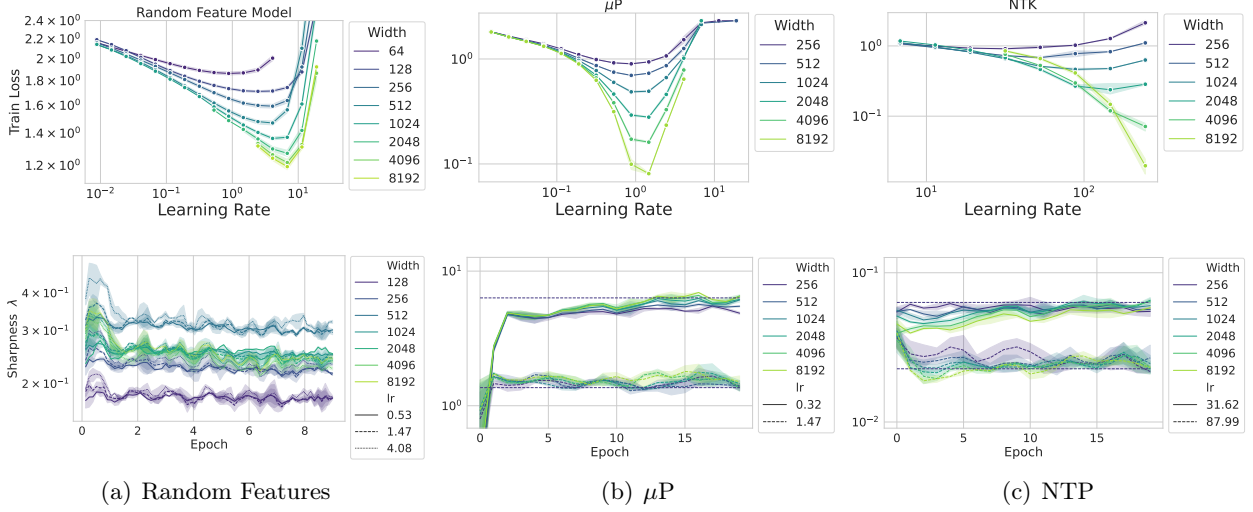 Random Feature Model
Train Loss
2.4 × 10⁰
2.2 × 10⁰
2 × 10⁰
1.8 × 10⁰
1.6 × 10⁰
1.4 × 10⁰
1.2 × 10⁰
10⁻²
10⁻¹
10⁰
10¹
Learning Rate
Width
64
128
256
512
1024
2048
4096
8192
μP
10⁰
10⁻¹
10⁻¹
10⁰
10¹
Learning Rate
Width
256
512
1024
2048
4096
8192
NTK
10⁰
10⁻¹
10¹
10²
Learning Rate
Width
256
512
1024
2048
4096
8192
Sharpness λ
4 × 10⁻¹
3 × 10⁻¹
2 × 10⁻¹
0
2
4
6
8
Epoch
Width
128
256
512
1024
2048
4096
8192
lr
0.53
1.47
4.08
10¹
10⁰
0
5
10
15
Epoch
Width
256
512
1024
2048
4096
8192
lr
0.32
1.47
10⁻¹
10⁻²
0
5
10
15
Epoch
Width
256
512
1024
2048
4096
8192
lr
31.62
87.99
(a) Random Features
(b) μP
(c) NTP